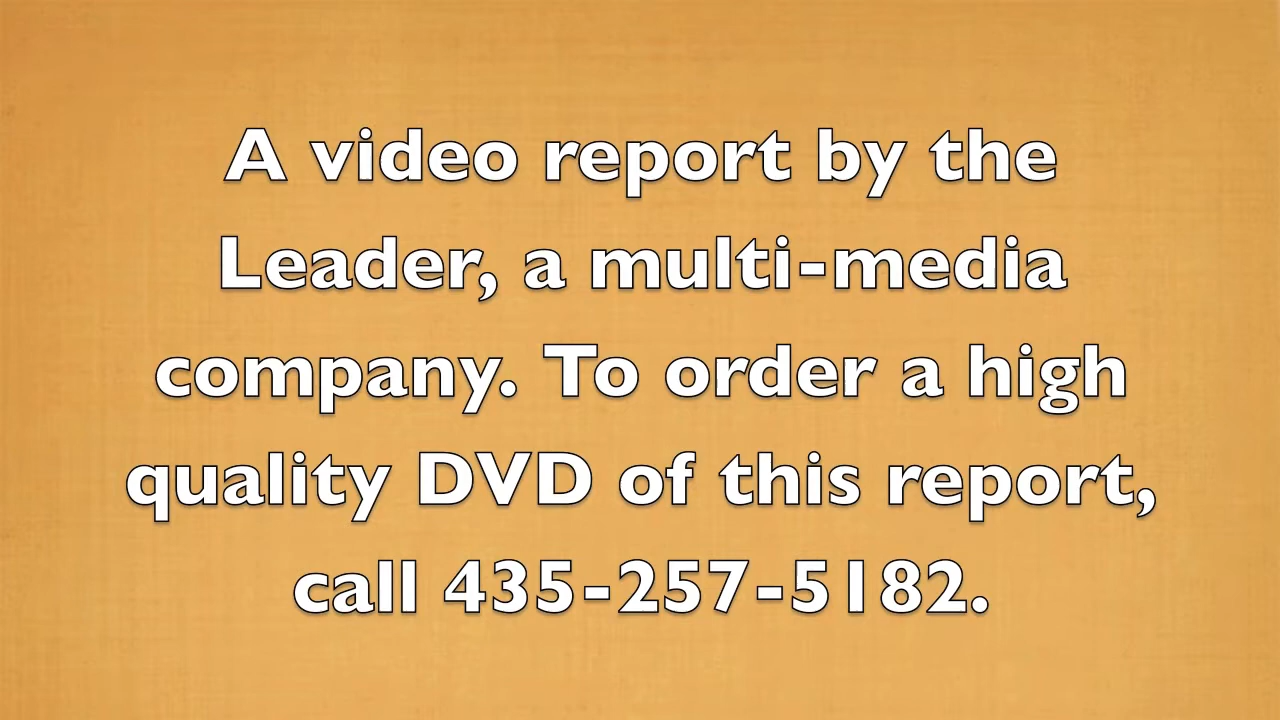 A video report by the
Leader, a multi-media
company. To order a high
quality DVD of this report,
call 435-257-5182.